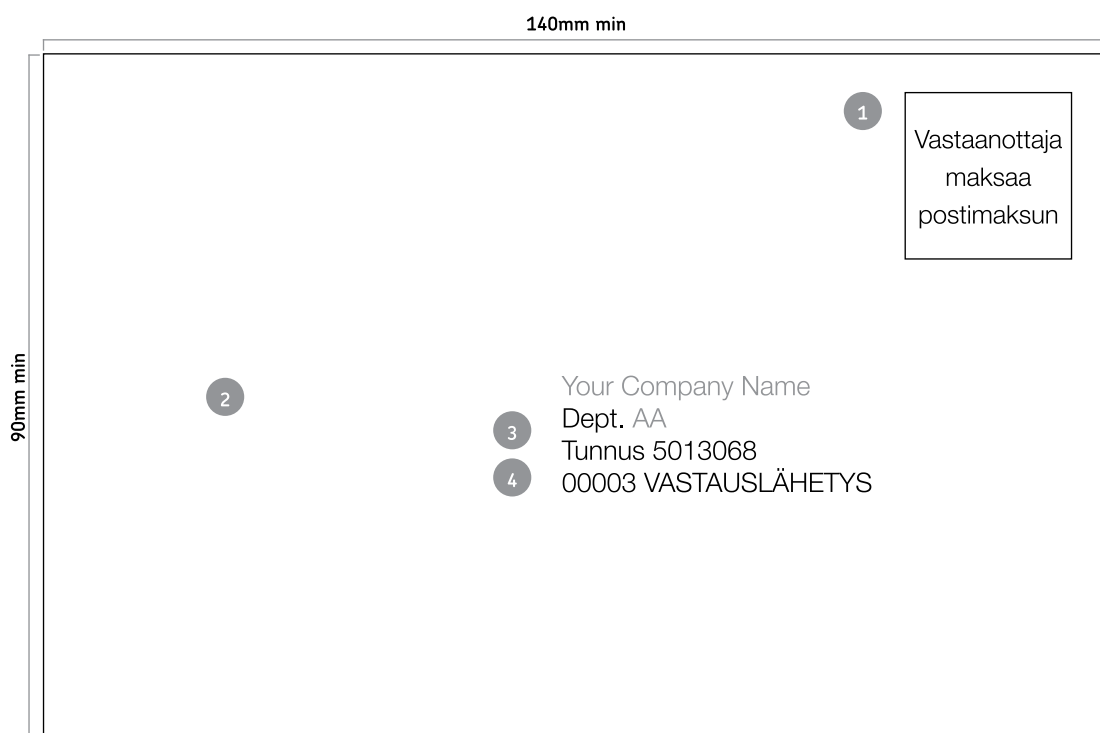 140mm min
1
Vastaanottaja
maksaa
postimaksun
90mm min
2
Your Company Name
3
Dept. AA
Tunnus 5013068
4
00003 VASTAUSLÄHETYS